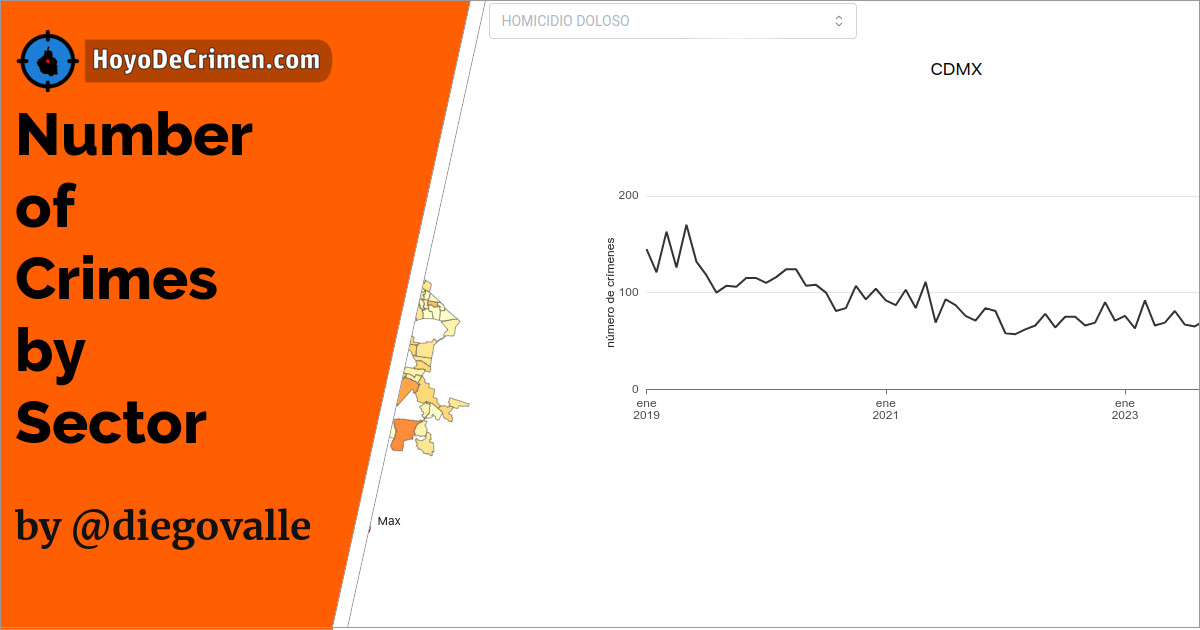 HoyoDeCrimen.com
Number
of
Crimes
by
Sector
by @diegovalle
HOMICIDIO DOLOSO
CDMX
número de crímenes
200
100
0
ene
2019
ene
2021
ene
2023
Max